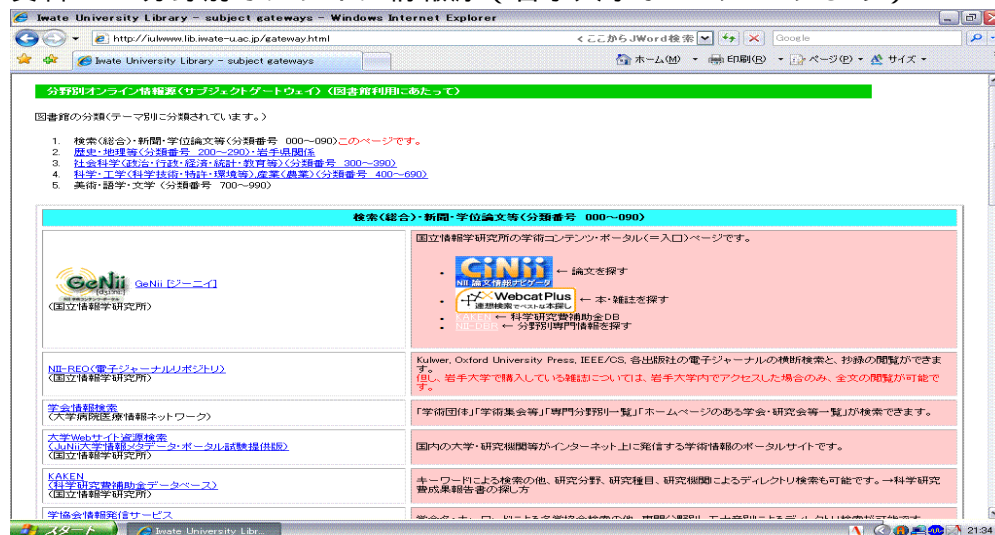 Iwate University Library - subject gateways - Windows Internet Explorer
http://iulwww.lib.iwate-u.ac.jp/gateway.html
<ここからJWord検索
Google
Iwate University Library - subject gateways
ホーム(M)
印刷(R)
ページ(P)
サイズ
分野別オンライン情報源(サブジェクトゲートウェイ) (図書館利用にあたって)
図書館の分類(テーマ別に分類されています。)
1. 検索(総合)・新聞・学位論文等(分類番号 000~090)このページです。
2. 歴史・地理等(分類番号 200~290)・岩手県関係
3. 社会科学(政治・行政・経済・統計・教育等)(分類番号 300~390)
4. 科学・工学(科学技術・特許・環境等),産業(農業)(分類番号 400~690)
5. 美術・語学・文学 (分類番号 700~990)
検索(総合)・新聞・学位論文等(分類番号 000~090)
GeNii
GeNii [ジーニイ]
(国立情報学研究所)
国立情報学研究所の学術コンテンツ・ポータル(=入口)ページです。
CiNii
NII 論文情報ナビゲータ
← 論文を探す
Webcat Plus
連想検索でベストな本探し
← 本・雑誌を探す
KAKEN ← 科学研究費補助金DB
NII-DBR ← 分野別専門情報を探す
NII-REO(電子ジャーナルリポジトリ)
(国立情報学研究所)
Kulwer, Oxford University Press, IEEE/CS, 各出版社の電子ジャーナルの横断検索と、抄録の閲覧ができま
す。
但し、岩手大学で購入している雑誌については、岩手大学内でアクセスした場合のみ、全文の閲覧が可能で
す。
学会情報検索
(大学病院医療情報ネットワーク)
「学術団体」「学術集会等」「専門分野別一覧」「ホームページのある学会・研究会等一覧」が検索できます。
大学Webサイト資源検索
(JuNii大学情報メタデータ・ポータル試験提供版)
(国立情報学研究所)
国内の大学・研究機関等がインターネット上に発信する学術情報のポータルサイトです。
KAKEN
(科学研究費補助金データベース)
(国立情報学研究所)
キーワードによる検索の他、研究分野、研究種目、研究機関によるディレクトリ検索も可能です。→科学研究
費成果報告書の探し方
学協会情報発信サービス
スタート
Iwate University Libr...
21:34